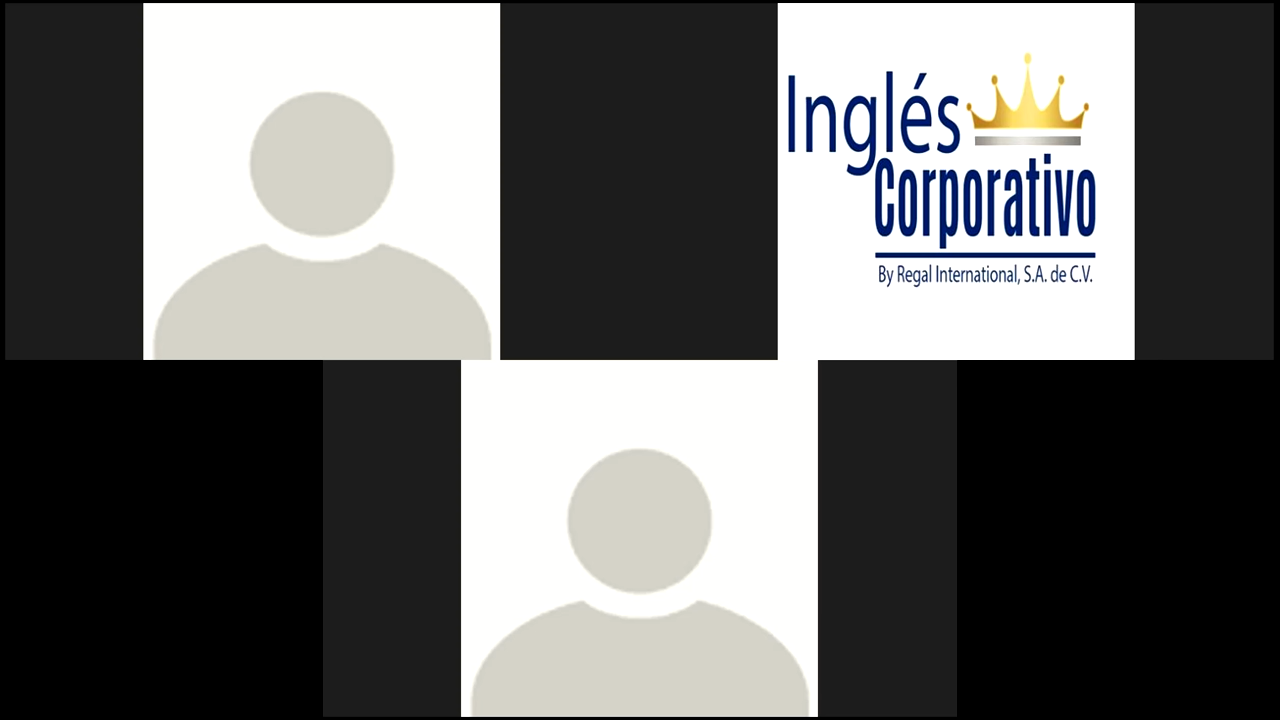 Inglés
Corporativo
By Regal International, S.A. de C.V.